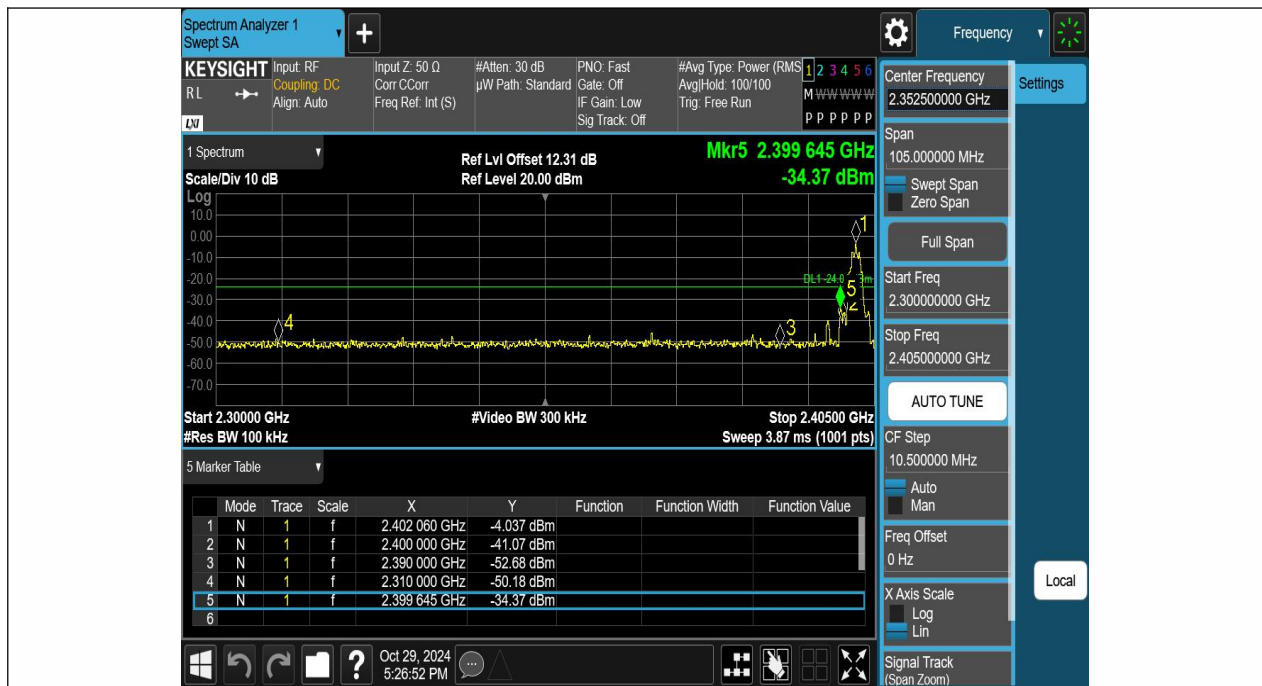 Spectrum Analyzer 1
Swept SA
Frequency
KEYSIGHT
RL
LXI
Input: RF
Coupling: DC
Align: Auto
Input Z: 50 Ω
Corr CCorr
Freq Ref: Int (S)
#Atten: 30 dB
µW Path: Standard
PNO: Fast
Gate: Off
IF Gain: Low
Sig Track: Off
#Avg Type: Power (RMS
Avg|Hold: 100/100
Trig: Free Run
1 2 3 4 5 6
M W W W W W
P P P P P P
1 Spectrum
Scale/Div 10 dB
Ref Lvl Offset 12.31 dB
Ref Level 20.00 dBm
Mkr5 2.399 645 GHz
-34.37 dBm
Log
10.0
0.00
-10.0
-20.0
-30.0
-40.0
-50.0
-60.0
-70.0
1
DL1 -24.0
5
2
3
4
Start 2.30000 GHz
#Video BW 300 kHz
Stop 2.40500 GHz
#Res BW 100 kHz
Sweep 3.87 ms (1001 pts)
5 Marker Table
Mode Trace Scale X Y Function Function Width Function Value
1 N 1 f 2.402 060 GHz -4.037 dBm
2 N 1 f 2.400 000 GHz -41.07 dBm
3 N 1 f 2.390 000 GHz -52.68 dBm
4 N 1 f 2.310 000 GHz -50.18 dBm
5 N 1 f 2.399 645 GHz -34.37 dBm
6
?
Oct 29, 2024
5:26:52 PM
Center Frequency
2.352500000 GHz
Settings
Span
105.000000 MHz
Swept Span
Zero Span
Full Span
Start Freq
2.300000000 GHz
Stop Freq
2.405000000 GHz
AUTO TUNE
CF Step
10.500000 MHz
Auto
Man
Freq Offset
0 Hz
Local
X Axis Scale
Log
Lin
Signal Track
(Span Zoom)